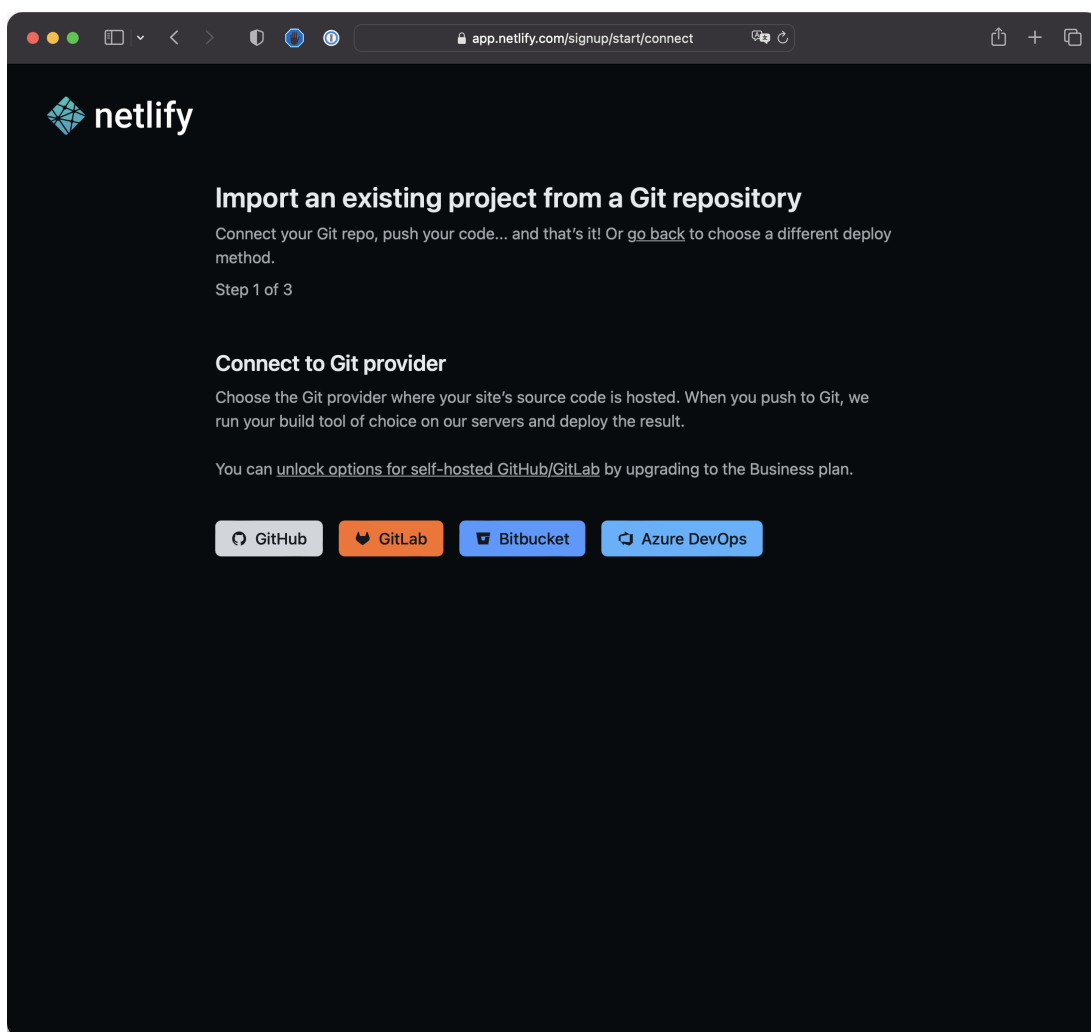 app.netlify.com/signup/start/connect
netlify
Import an existing project from a Git repository
Connect your Git repo, push your code... and that’s it! Or go back to choose a different deploy
method.
Step 1 of 3
Connect to Git provider
Choose the Git provider where your site’s source code is hosted. When you push to Git, we
run your build tool of choice on our servers and deploy the result.
You can unlock options for self-hosted GitHub/GitLab by upgrading to the Business plan.
GitHub GitLab Bitbucket Azure DevOps